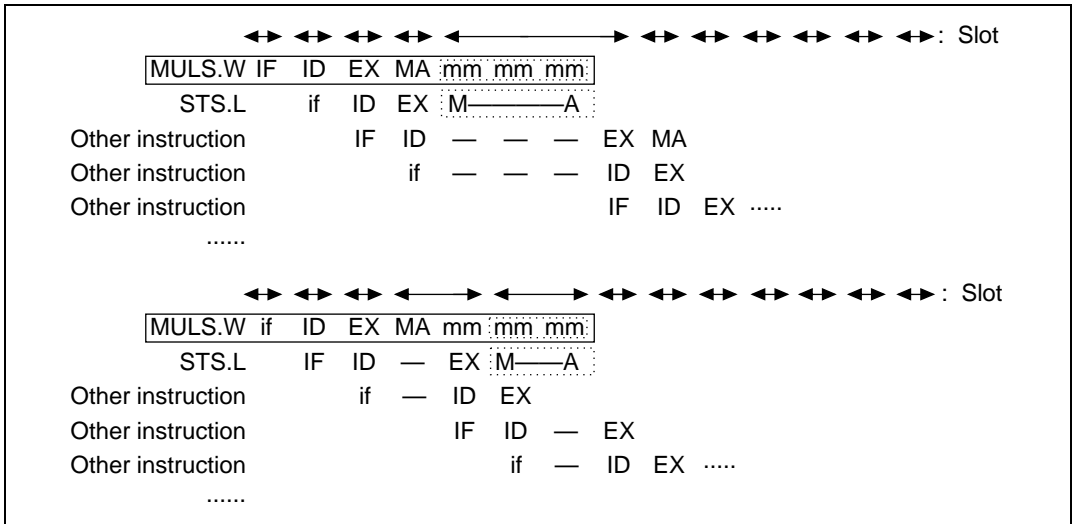 : Slot
MULS.W IF ID EX MA mm mm mm
STS.L if ID EX M————A
Other instruction IF ID — — — EX MA
Other instruction if — — — ID EX
Other instruction IF ID EX ·····
······
: Slot
MULS.W if ID EX MA mm mm mm
STS.L IF ID — EX M——A
Other instruction if — ID EX
Other instruction IF ID — EX
Other instruction if — ID EX ·····
······